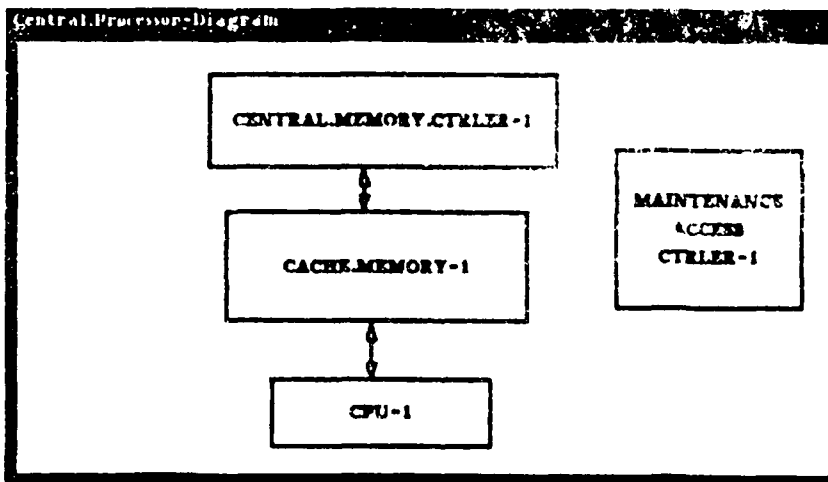 Central.Processor-Diagram
CENTRAL.MEMORY.CTRLER-1
MAINTENANCE
ACCESS
CTRLER-1
CACHE.MEMORY-1
CPU-1